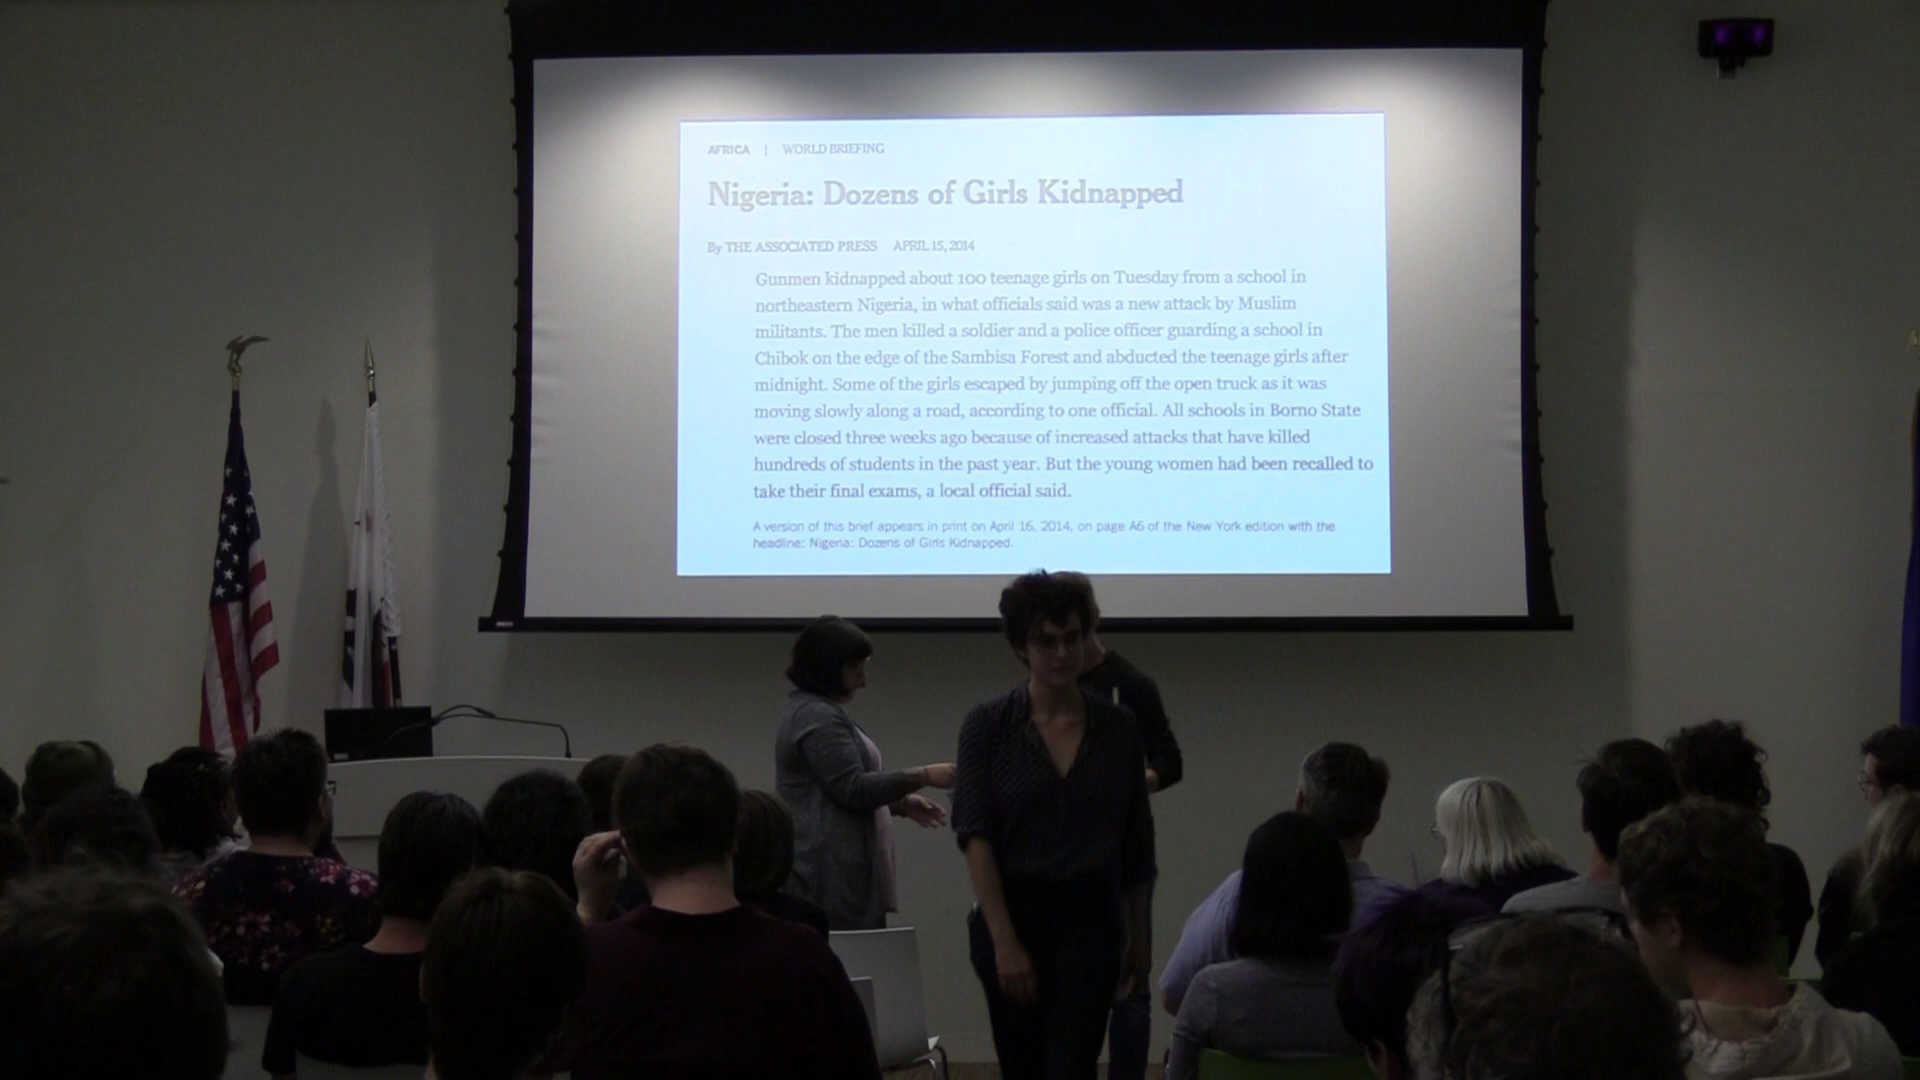 AFRICA | WORLD BRIEFING
Nigeria: Dozens of Girls Kidnapped
By THE ASSOCIATED PRESS APRIL 15, 2014
Gunmen kidnapped about 100 teenage girls on Tuesday from a school in
northeastern Nigeria, in what officials said was a new attack by Muslim
militants. The men killed a soldier and a police officer guarding a school in
Chibok on the edge of the Sambisa Forest and abducted the teenage girls after
midnight. Some of the girls escaped by jumping off the open truck as it was
moving slowly along a road, according to one official. All schools in Borno State
were closed three weeks ago because of increased attacks that have killed
hundreds of students in the past year. But the young women had been recalled to
take their final exams, a local official said.
A version of this brief appears in print on April 16, 2014, on page A6 of the New York edition with the
headline: Nigeria: Dozens of Girls Kidnapped.